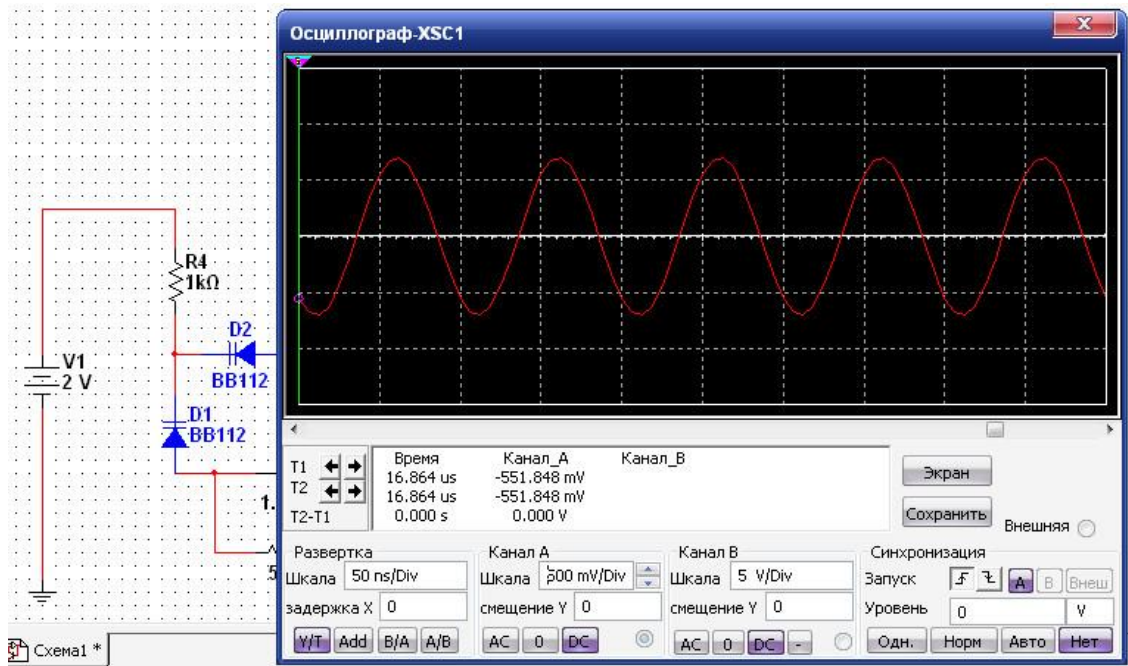 Осциллограф-XSC1
R4
1kΩ
D2
BB112
V1
2 V
D1
BB112
1.
5
Схема1 *
Время Канал_A Канал_B
T1 16.864 us -551.848 mV
T2 16.864 us -551.848 mV
T2-T1 0.000 s 0.000 V
Экран
Сохранить
Внешняя
Развертка
Шкала 50 ns/Div
задержка X 0
Y/T Add B/A A/B
Канал A
Шкала 500 mV/Div
смещение Y 0
AC 0 DC
Канал B
Шкала 5 V/Div
смещение Y 0
AC 0 DC -
Синхронизация
Запуск A B Внеш
Уровень 0 V
Одн. Норм Авто Нет